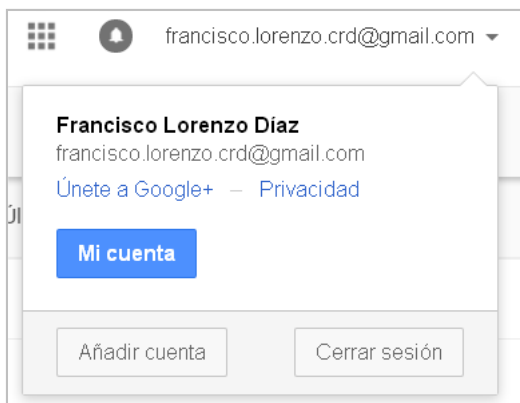 francisco.lorenzo.crd@gmail.com
Francisco Lorenzo Díaz
francisco.lorenzo.crd@gmail.com
Únete a Google+ – Privacidad
Mi cuenta
Añadir cuenta Cerrar sesión